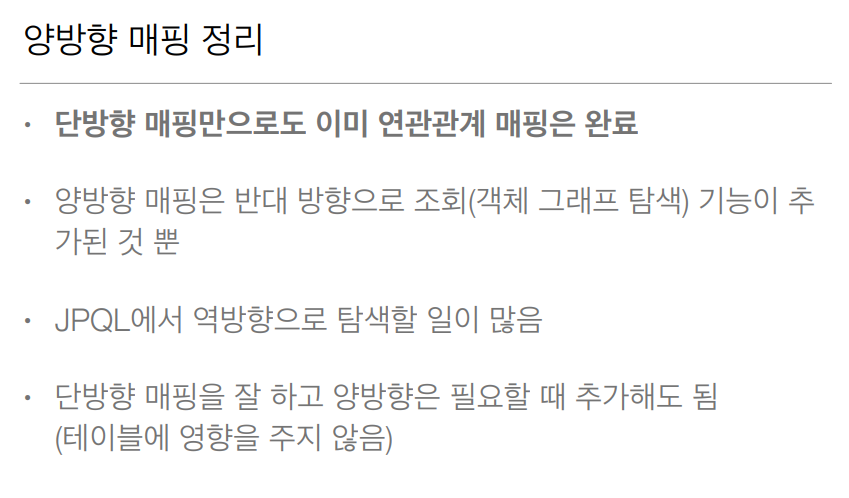 양방향 매핑 정리
• 단방향 매핑만으로도 이미 연관관계 매핑은 완료
• 양방향 매핑은 반대 방향으로 조회(객체 그래프 탐색) 기능이 추
가된 것 뿐
• JPQL에서 역방향으로 탐색할 일이 많음
• 단방향 매핑을 잘 하고 양방향은 필요할 때 추가해도 됨
(테이블에 영향을 주지 않음)